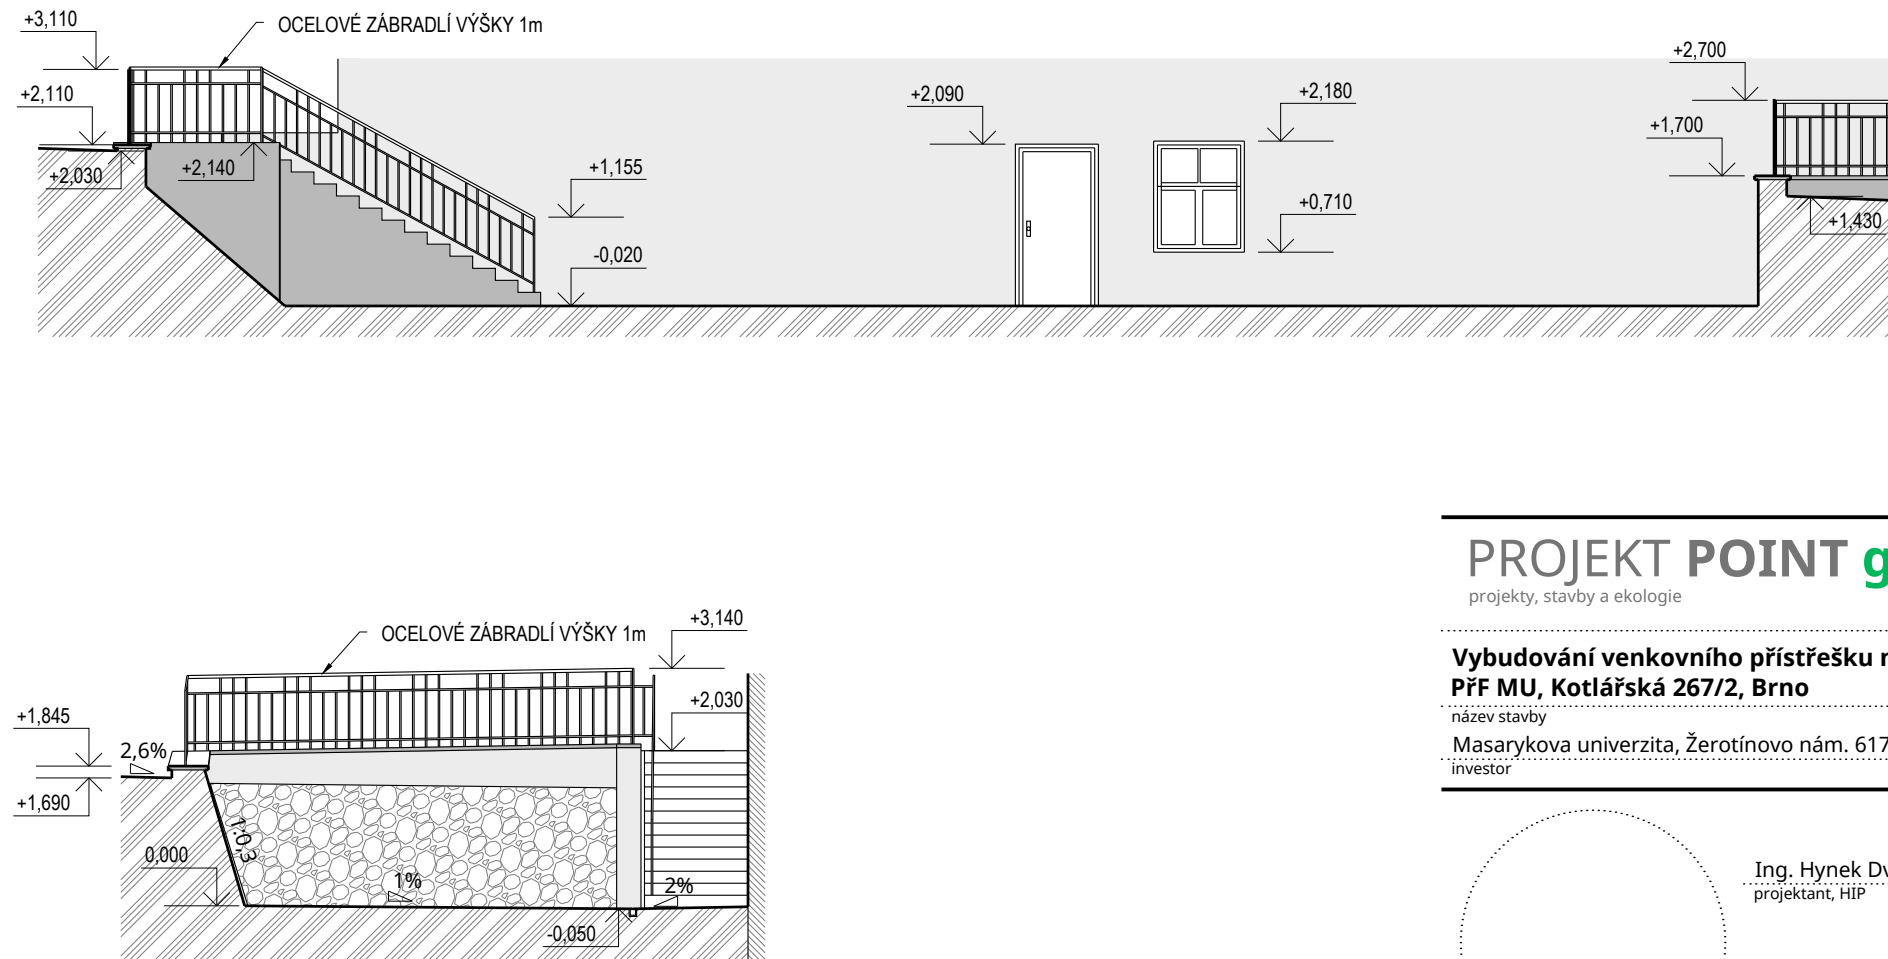 +3,110
OCELOVÉ ZÁBRADLÍ VÝŠKY 1m
+2,700
+2,110
+2,090
+2,180
+1,700
+2,030
+2,140
+1,155
+0,710
+1,430
-0,020
PROJEKT POINT g
projekty, stavby a ekologie
Vybudování venkovního přístřešku
PřF MU, Kotlářská 267/2, Brno
název stavby
Masarykova univerzita, Žerotínovo nám. 617
investor
Ing. Hynek
projektant, HIP
OCELOVÉ ZÁBRADLÍ VÝŠKY 1m
+3,140
+2,030
+1,845
2,6%
+1,690
1:0,3
0,000
1%
2%
-0,050